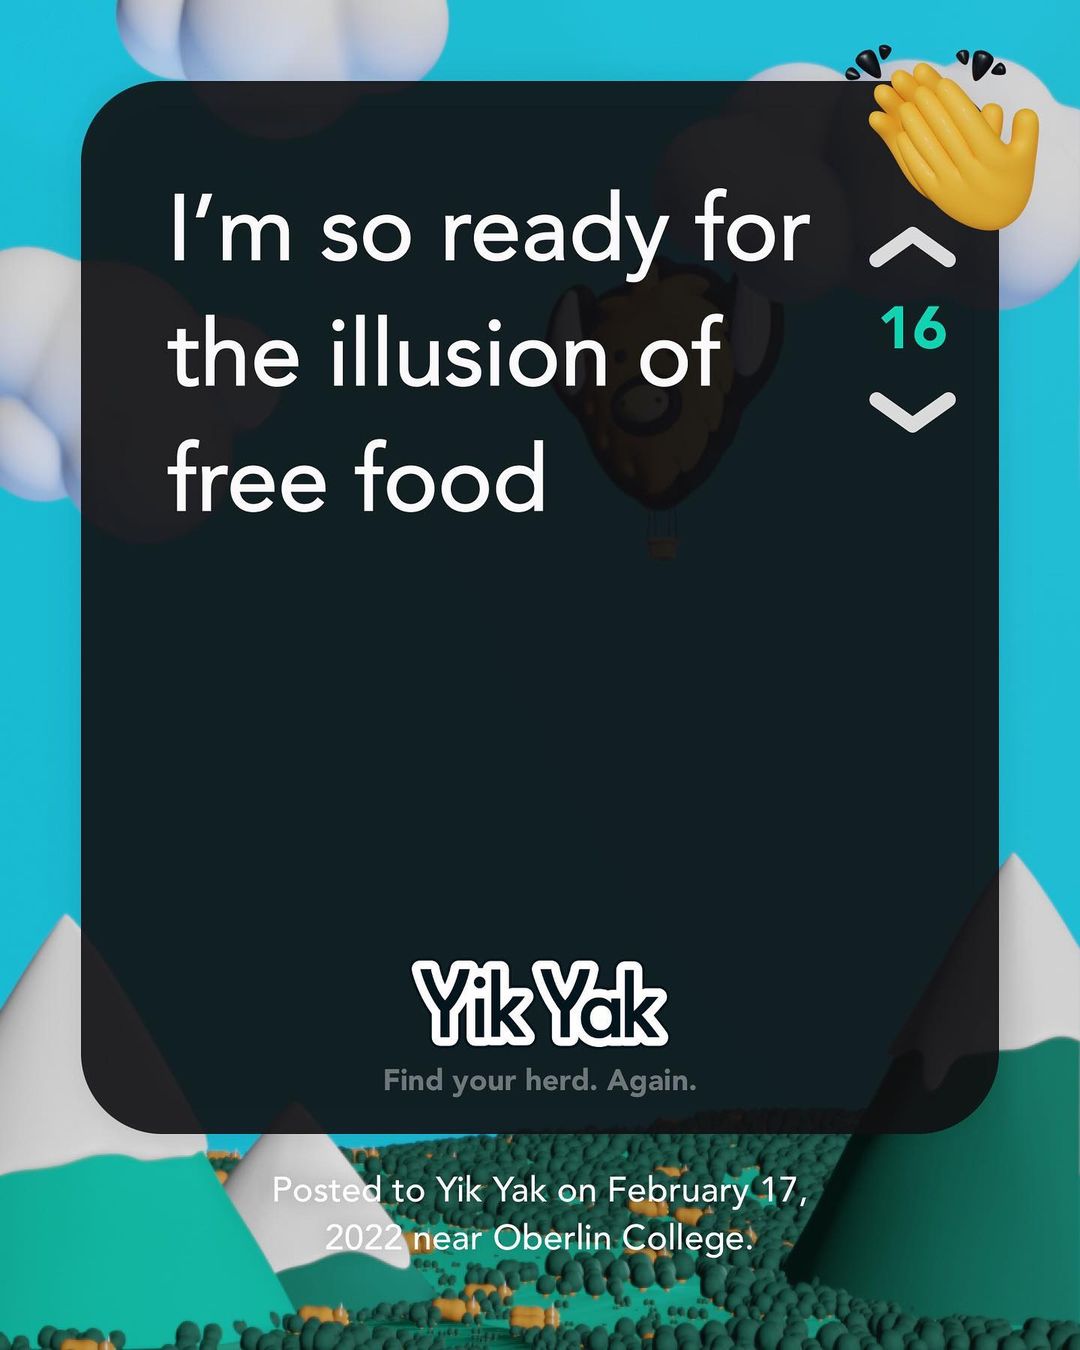 I’m so ready for
the illusion of
free food
16
Yik Yak
Find your herd. Again.
Posted to Yik Yak on February 17,
2022 near Oberlin College.